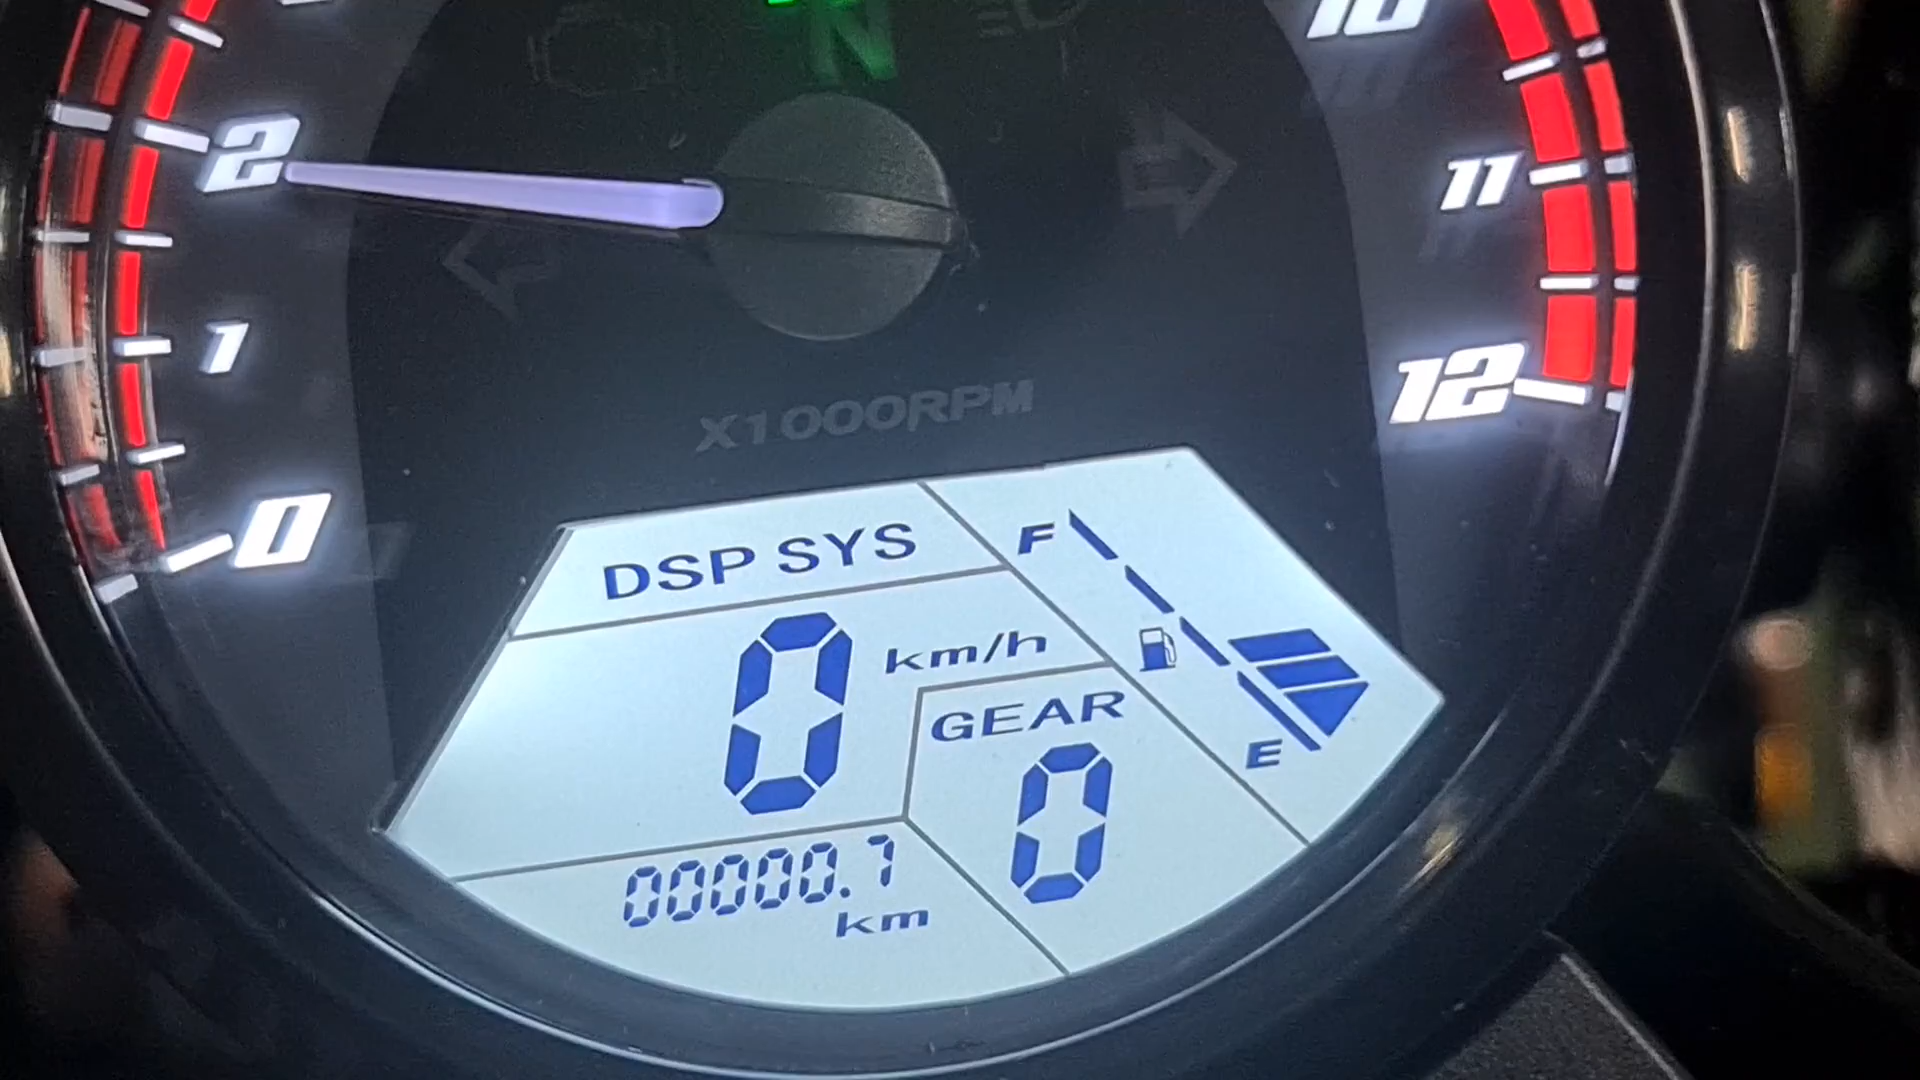 N
10
2
11
1
12
X1000RPM
0
DSP SYS
F
0 km/h
GEAR
E
0
00000.7
km